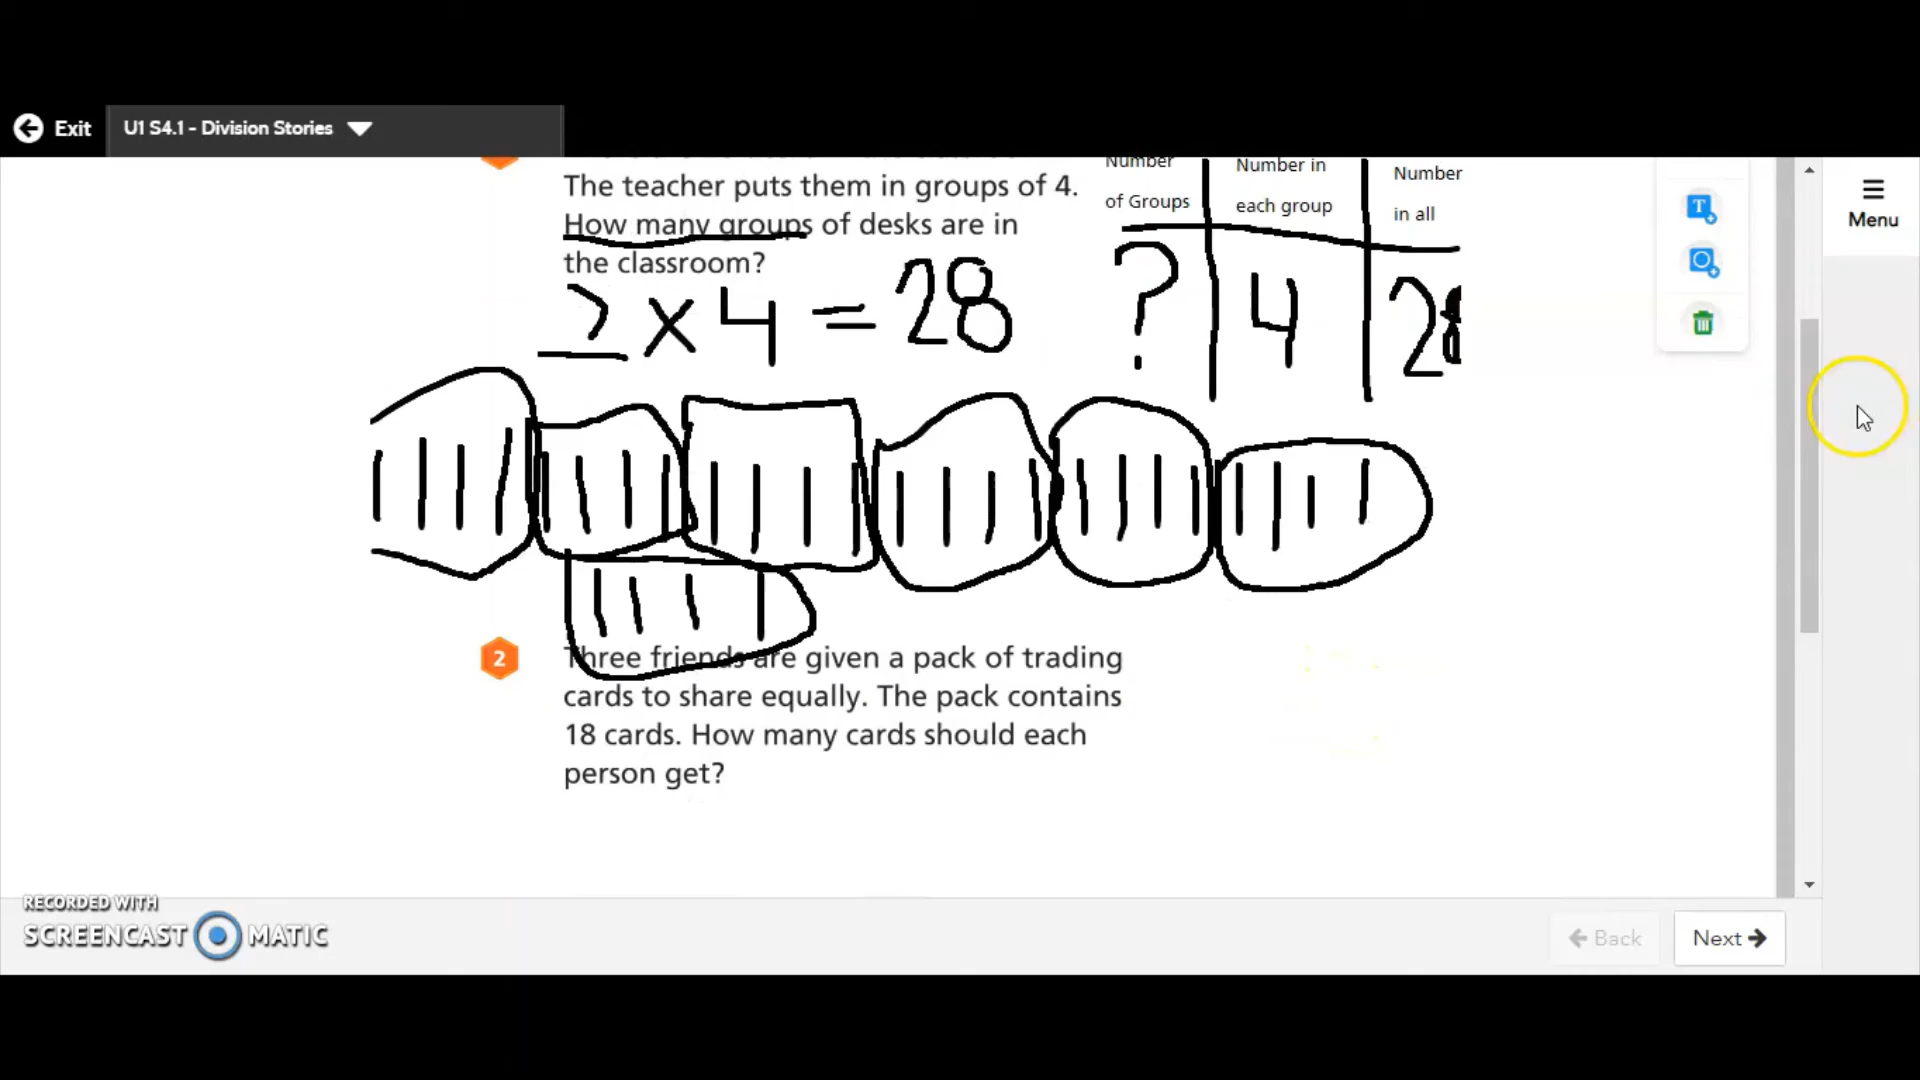 Exit
U1 S4.1 - Division Stories
Number
of Groups
Number in
each group
Number
in all
The teacher puts them in groups of 4.
How many groups of desks are in
the classroom?
? x 4 = 28
? 4 28
2
Three friends are given a pack of trading
cards to share equally. The pack contains
18 cards. How many cards should each
person get?
T
Menu
RECORDED WITH
SCREENCAST MATIC
Back
Next